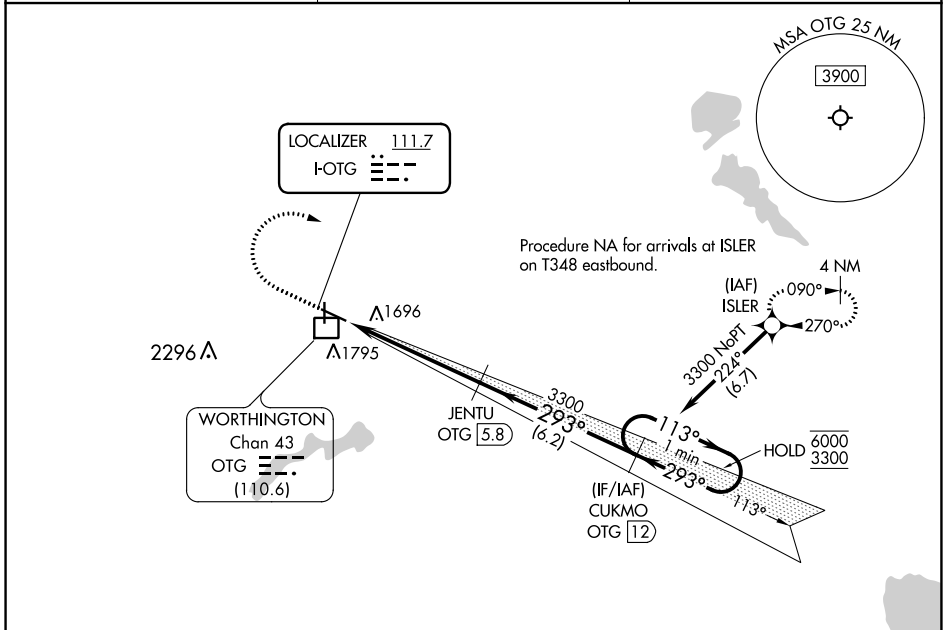 MSA OTG 25 NM
3900
LOCALIZER 111.7
I-OTG
Procedure NA for arrivals at ISLER
on T348 eastbound.
4 NM
(IAF)
ISLER
090°
270°
3300 NoPT
224°
(6.7)
1696
1795
2296
WORTHINGTON
Chan 43
OTG
(110.6)
JENTU
OTG 5.8
3300
293°
(6.2)
113°
1 min
293°
HOLD 6000
3300
113°
(IF/IAF)
CUKMO
OTG 12